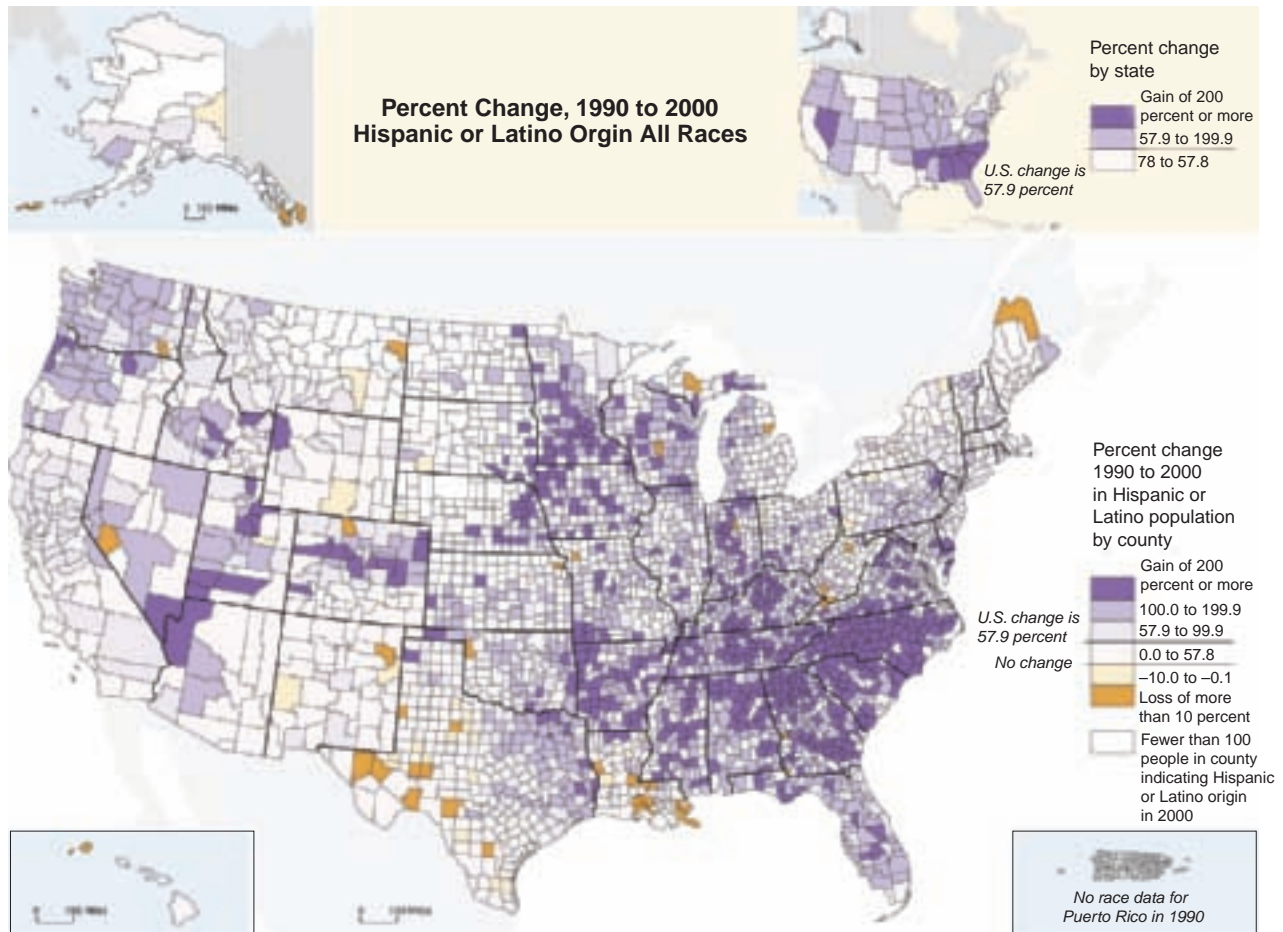 Percent Change, 1990 to 2000
Hispanic or Latino Orgin All Races
Percent change
by state
Gain of 200
percent or more
57.9 to 199.9
78 to 57.8
U.S. change is
57.9 percent
Percent change
1990 to 2000
in Hispanic or
Latino population
by county
Gain of 200
percent or more
100.0 to 199.9
57.9 to 99.9
0.0 to 57.8
–10.0 to –0.1
Loss of more
than 10 percent
Fewer than 100
people in county
indicating Hispanic
or Latino origin
in 2000
U.S. change is
57.9 percent
No change
No race data for
Puerto Rico in 1990